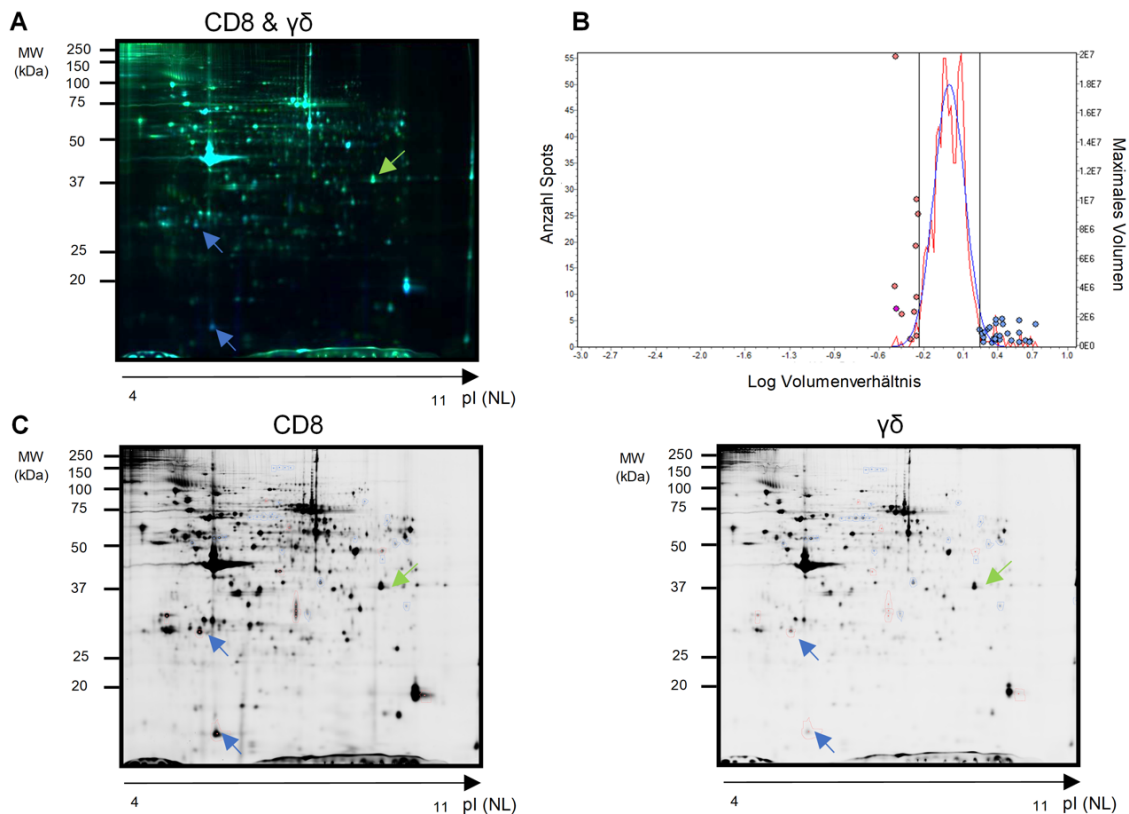 A
CD8 & γδ
MW
(kDa)
250
150
100
75
50
37
25
20
4
11
pI (NL)
B
Anzahl Spots
55
50
45
40
35
30
25
20
15
10
5
0
Maximales Volumen
2E7
1.8E7
1.6E7
1.4E7
1.2E7
1E7
8E6
6E6
4E6
2E6
0E0
-3.0
-2.7
-2.3
-2.0
-1.7
-1.3
-0.9
-0.6
-0.2
0.1
0.4
0.7
1.0
Log Volumenverhältnis
C
CD8
MW
(kDa)
250
150
100
75
50
37
25
20
4
11
pI (NL)
γδ
MW
(kDa)
250
150
100
75
50
37
25
20
4
11
pI (NL)